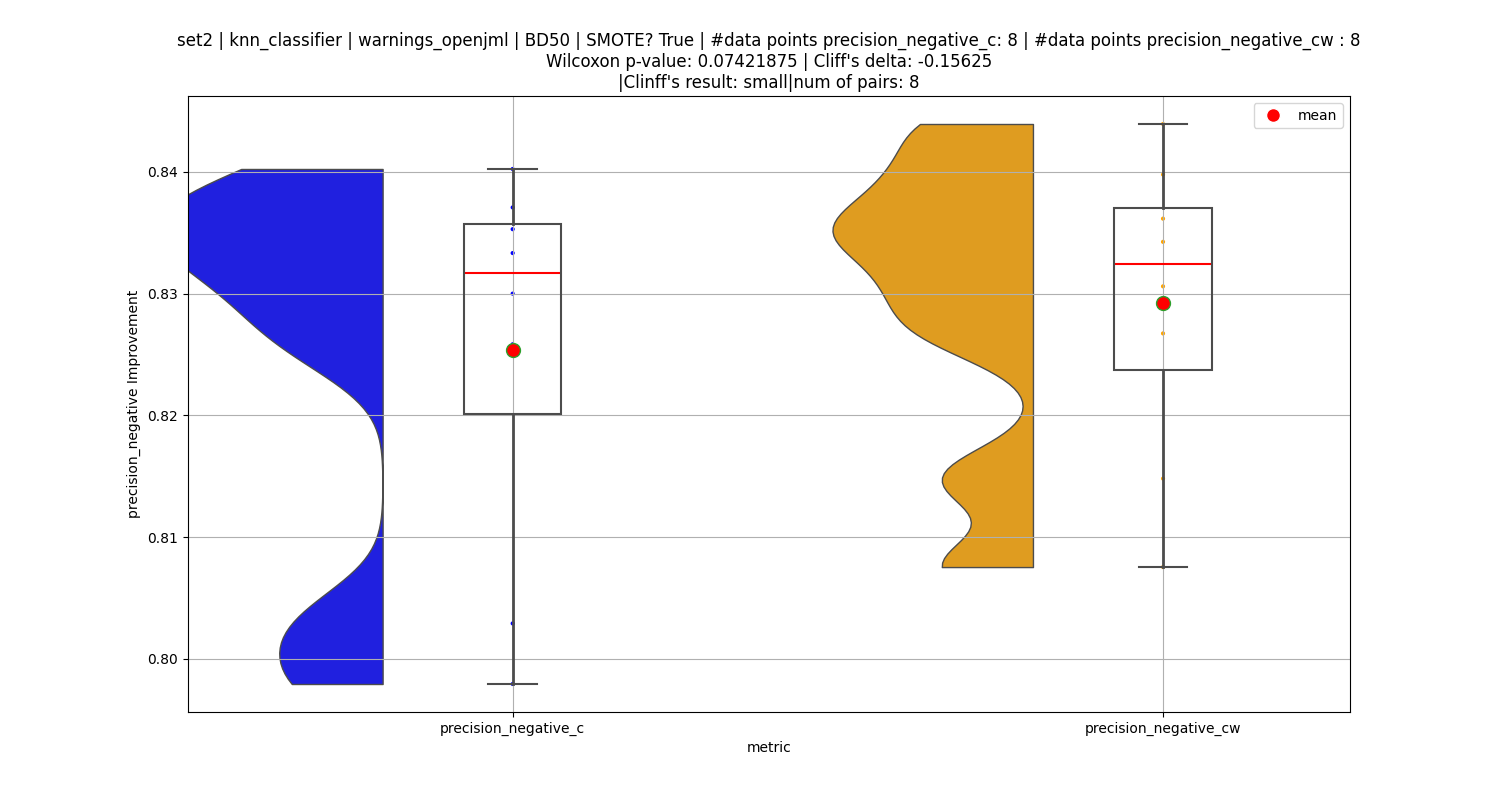 set2 | knn_classifier | warnings_openjml | BD50 | SMOTE? True | #data points precision_negative_c: 8 | #data points precision_negative_cw : 8
Wilcoxon p-value: 0.07421875 | Cliff's delta: -0.15625
|Clinff's result: small|num of pairs: 8
mean
0.84
0.83
0.82
0.81
0.80
precision_negative Improvement
precision_negative_c
precision_negative_cw
metric